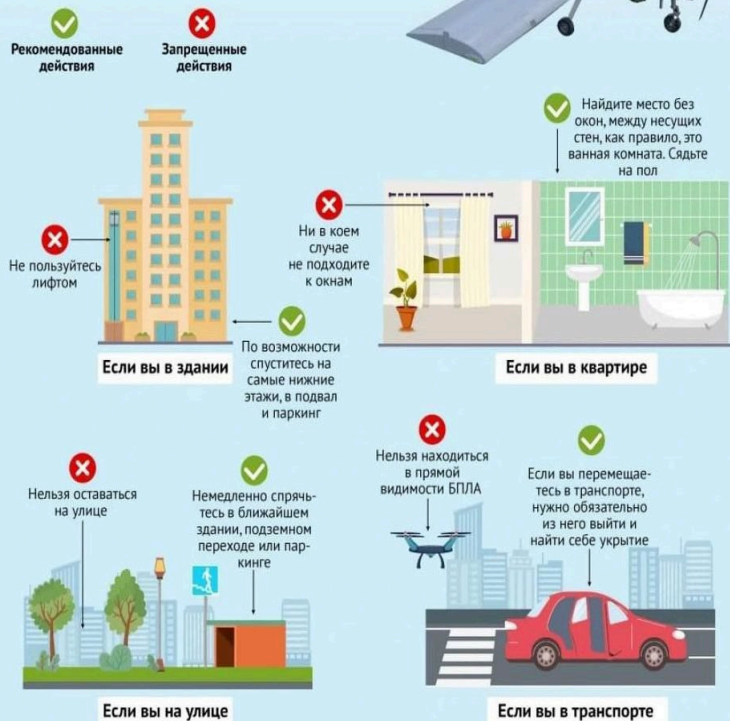 Рекомендованные
действия
Запрещенные
действия
Не пользуйтесь
лифтом
По возможности
спуститесь на
самые нижние
этажи, в подвал
и паркинг
Если вы в здании
Найдите место без
окон, между несущих
стен, как правило, это
ванная комната. Сядьте
на пол
Ни в коем
случае
не подходите
к окнам
Если вы в квартире
Нельзя оставаться
на улице
Немедленно спрячь-
тесь в ближайшем
здании, подземном
переходе или пар-
кинге
Если вы на улице
Нельзя находиться
в прямой
видимости БПЛА
Если вы перемещае-
тесь в транспорте,
нужно обязательно
из него выйти и
найти себе укрытие
Если вы в транспорте